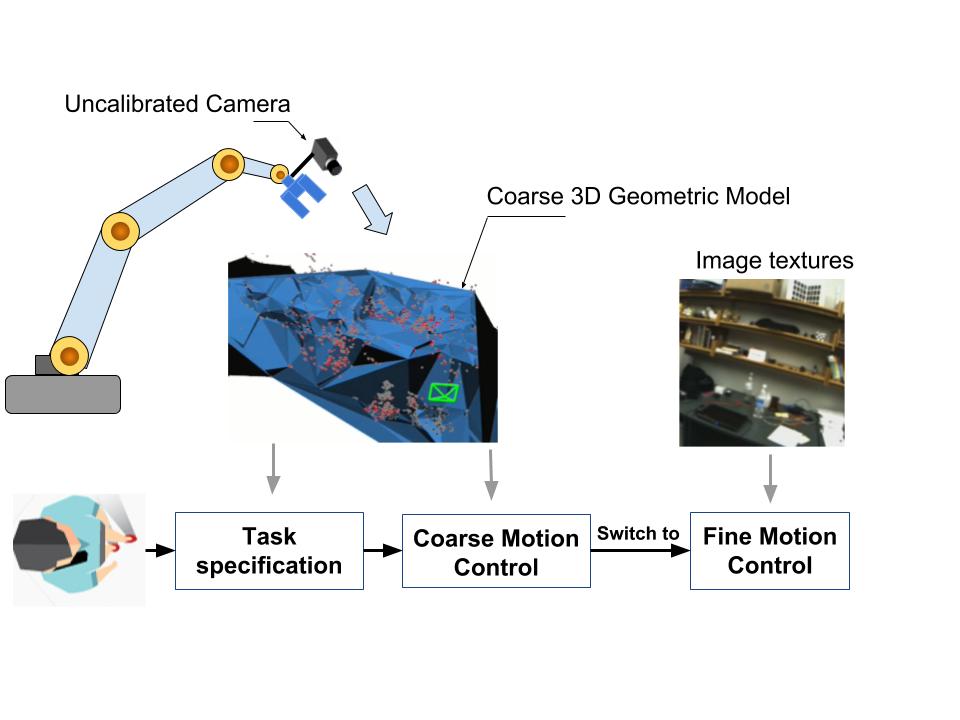 Uncalibrated Camera
Coarse 3D Geometric Model
Image textures
Task
specification
Coarse Motion
Control
Switch to
Fine Motion
Control